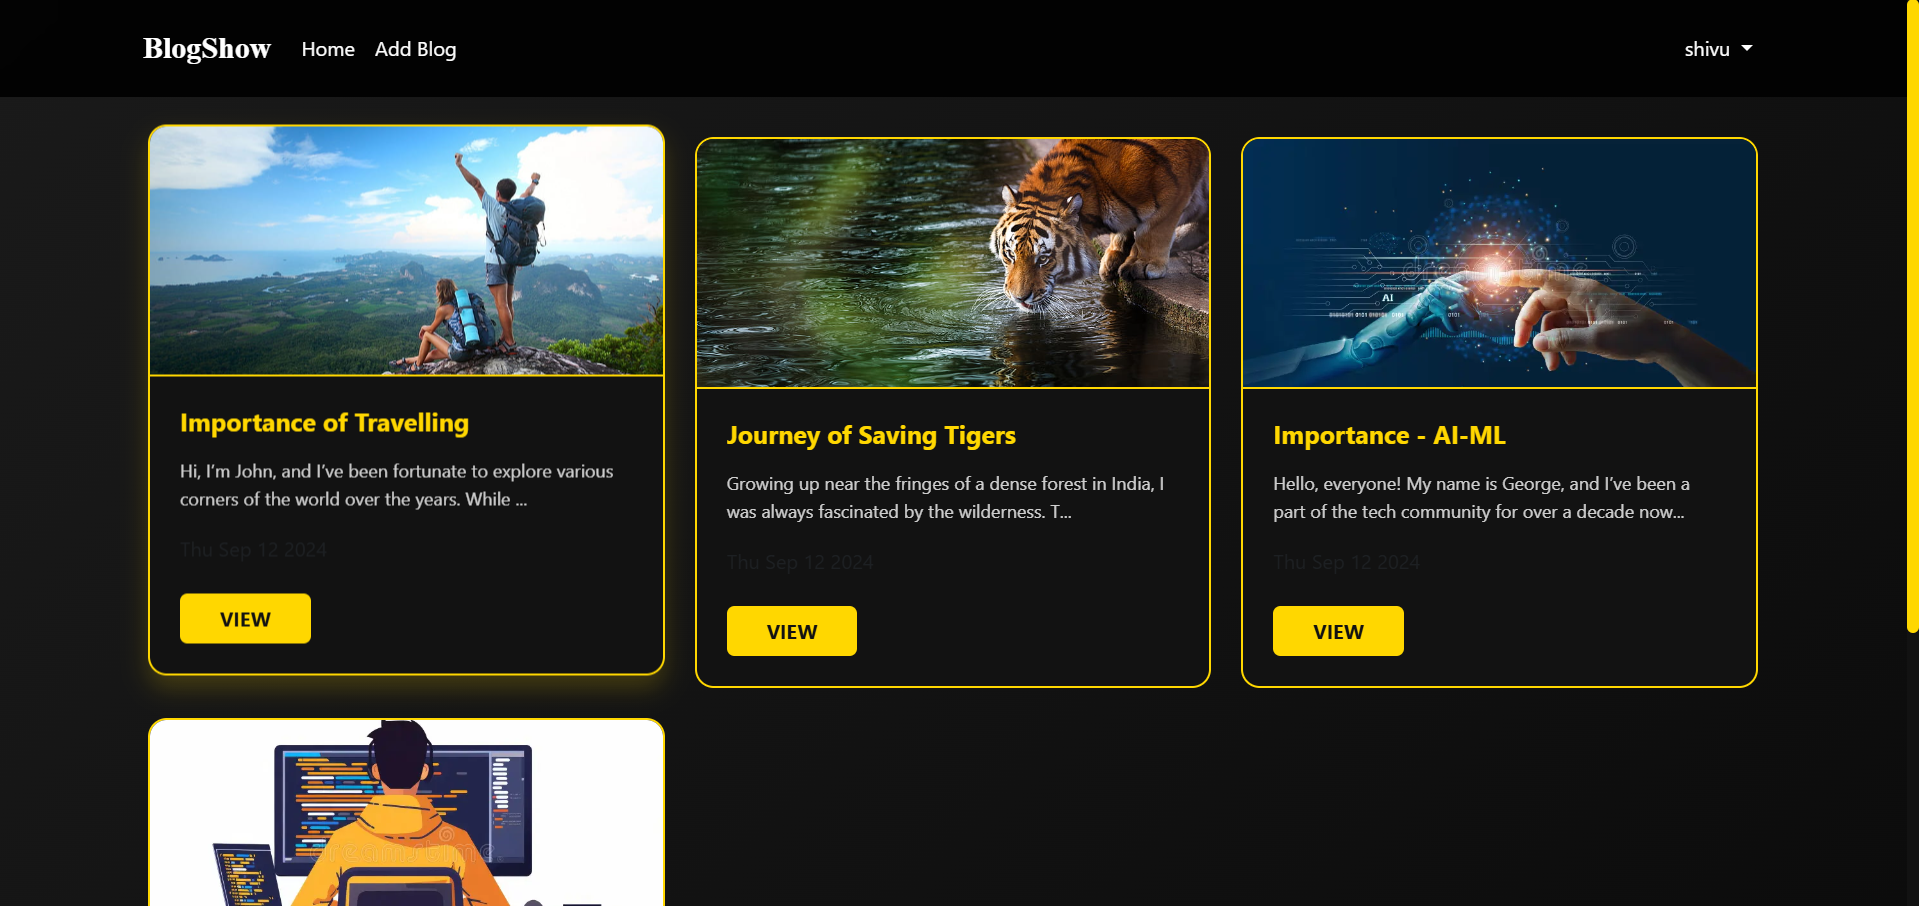 BlogShow Home Add Blog shivu
AI
Importance of Travelling
Hi, I'm John, and I've been fortunate to explore various
corners of the world over the years. While ...
Thu Sep 12 2024
VIEW
Journey of Saving Tigers
Growing up near the fringes of a dense forest in India, I
was always fascinated by the wilderness. T...
Thu Sep 12 2024
VIEW
Importance - AI-ML
Hello, everyone! My name is George, and I've been a
part of the tech community for over a decade now...
Thu Sep 12 2024
VIEW
dreamstime